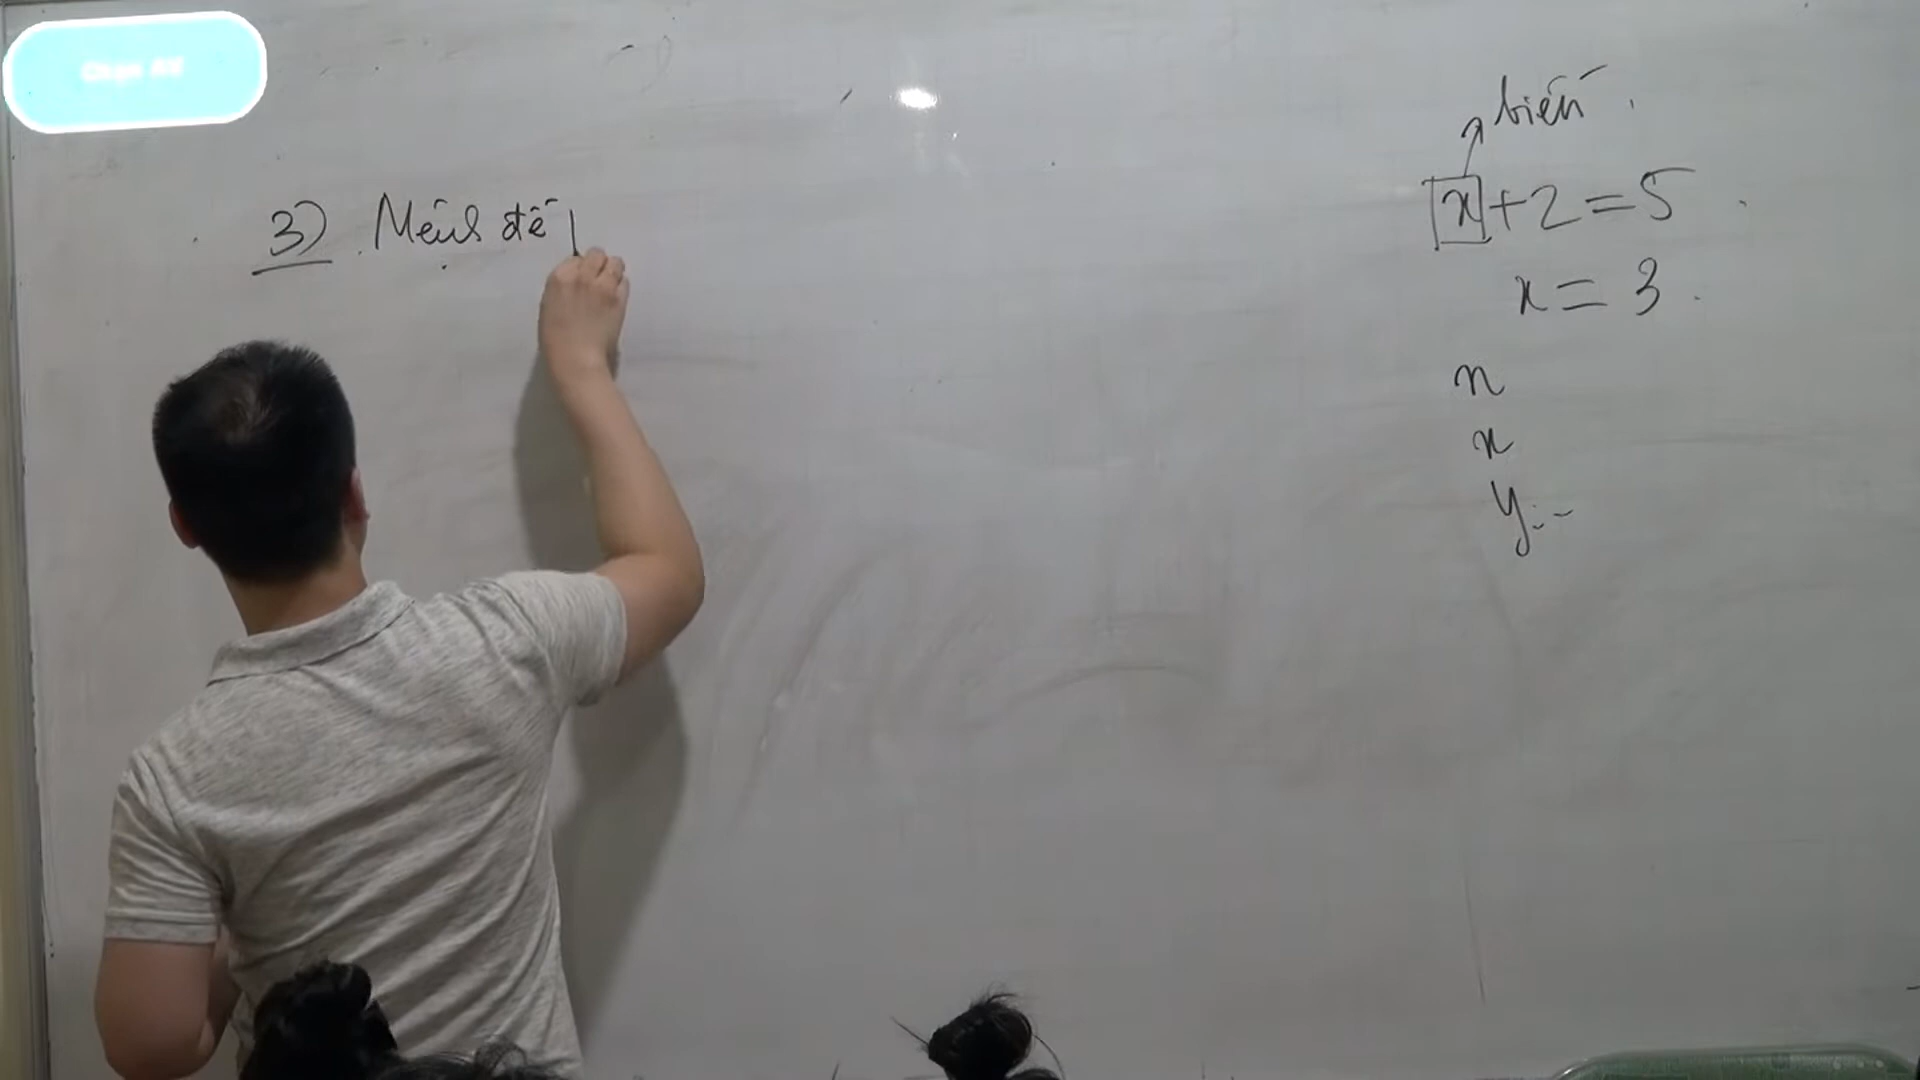 3) Mệnh đề
biến.
x+2=5
x=3
n
x
y...